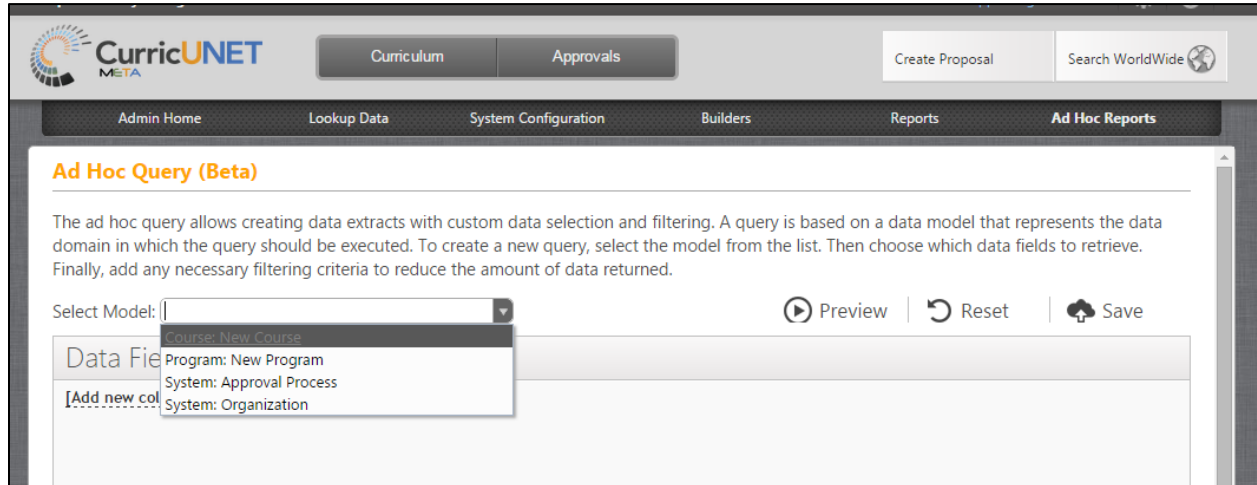 CurricUNET
META
Curriculum
Approvals
Create Proposal
Search WorldWide
Admin Home
Lookup Data
System Configuration
Builders
Reports
Ad Hoc Reports
Ad Hoc Query (Beta)
The ad hoc query allows creating data extracts with custom data selection and filtering. A query is based on a data model that represents the data
domain in which the query should be executed. To create a new query, select the model from the list. Then choose which data fields to retrieve.
Finally, add any necessary filtering criteria to reduce the amount of data returned.
Select Model:
Preview
Reset
Save
Course: New Course
Data Fie
Program: New Program
System: Approval Process
[Add new col
System: Organization